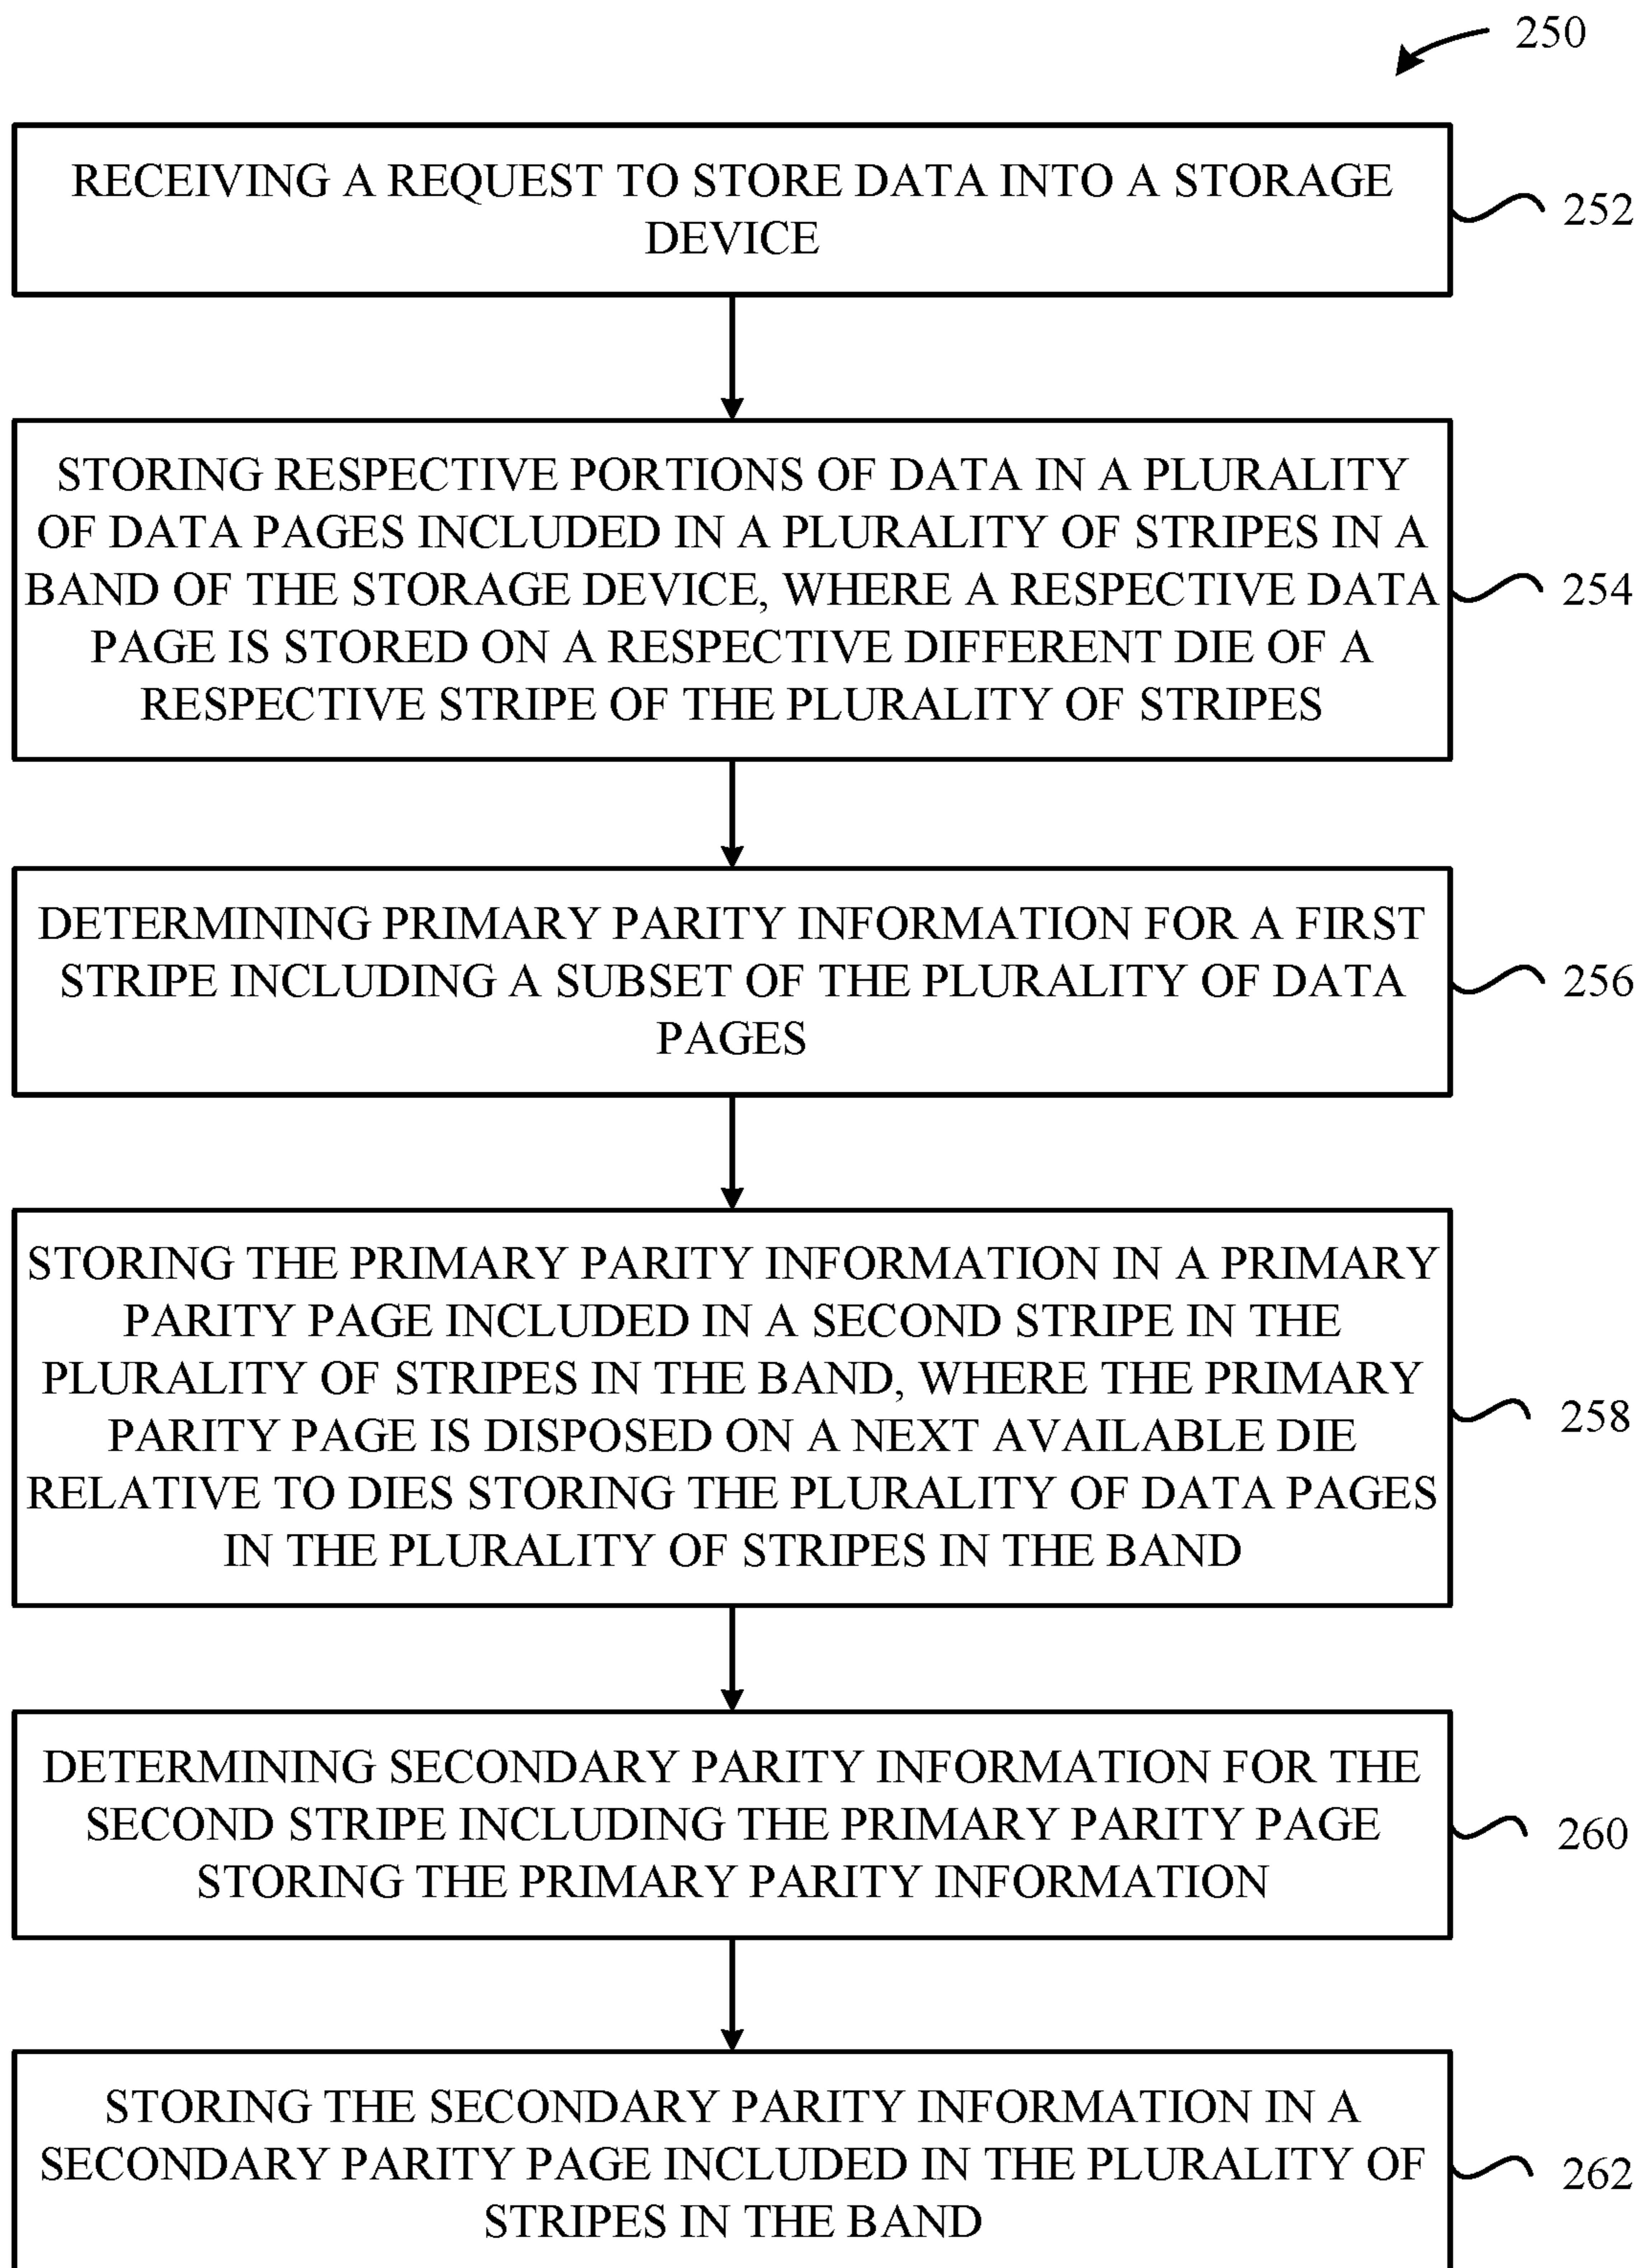 250
RECEIVING A REQUEST TO STORE DATA INTO A STORAGE
DEVICE
252
STORING RESPECTIVE PORTIONS OF DATA IN A PLURALITY
OF DATA PAGES INCLUDED IN A PLURALITY OF STRIPES IN A
BAND OF THE STORAGE DEVICE, WHERE A RESPECTIVE DATA
PAGE IS STORED ON A RESPECTIVE DIFFERENT DIE OF A
RESPECTIVE STRIPE OF THE PLURALITY OF STRIPES
254
DETERMINING PRIMARY PARITY INFORMATION FOR A FIRST
STRIPE INCLUDING A SUBSET OF THE PLURALITY OF DATA
PAGES
256
STORING THE PRIMARY PARITY INFORMATION IN A PRIMARY
PARITY PAGE INCLUDED IN A SECOND STRIPE IN THE
PLURALITY OF STRIPES IN THE BAND, WHERE THE PRIMARY
PARITY PAGE IS DISPOSED ON A NEXT AVAILABLE DIE
RELATIVE TO DIES STORING THE PLURALITY OF DATA PAGES
IN THE PLURALITY OF STRIPES IN THE BAND
258
DETERMINING SECONDARY PARITY INFORMATION FOR THE
SECOND STRIPE INCLUDING THE PRIMARY PARITY PAGE
STORING THE PRIMARY PARITY INFORMATION
260
STORING THE SECONDARY PARITY INFORMATION IN A
SECONDARY PARITY PAGE INCLUDED IN THE PLURALITY OF
STRIPES IN THE BAND
262